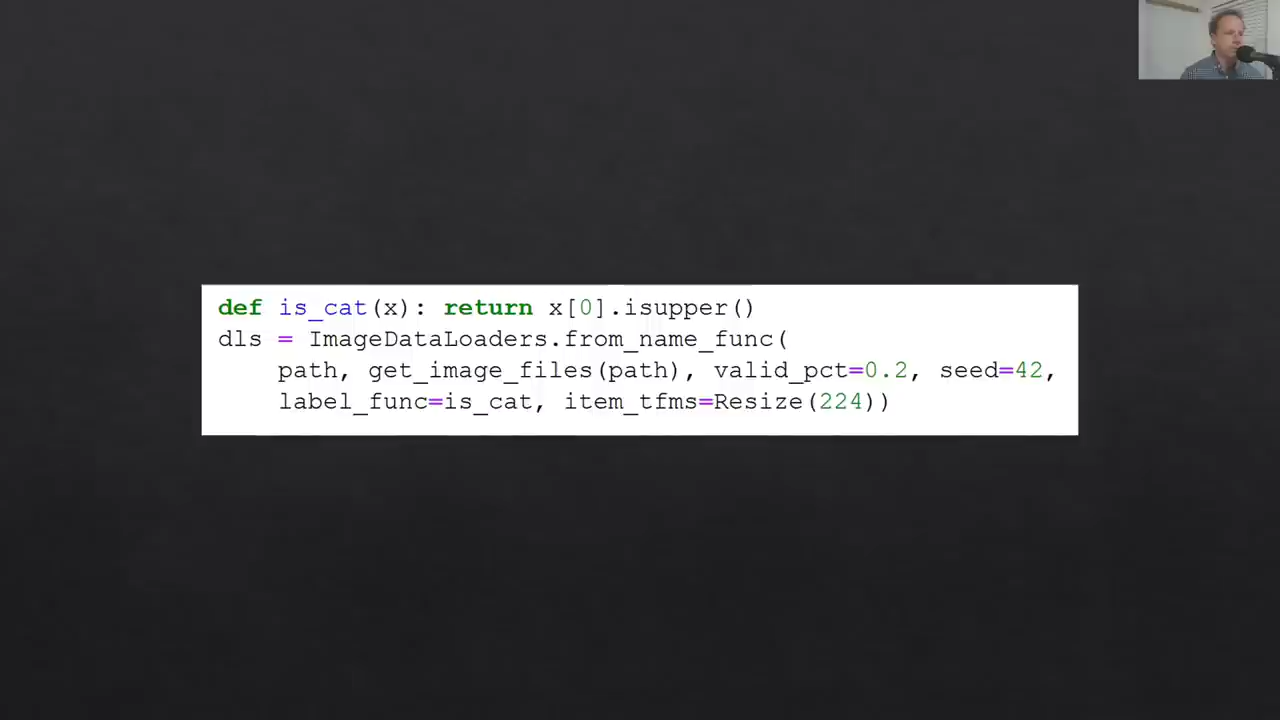 def is_cat(x): return x[0].isupper()
dls = ImageDataLoaders.from_name_func(
    path, get_image_files(path), valid_pct=0.2, seed=42,
    label_func=is_cat, item_tfms=Resize(224))